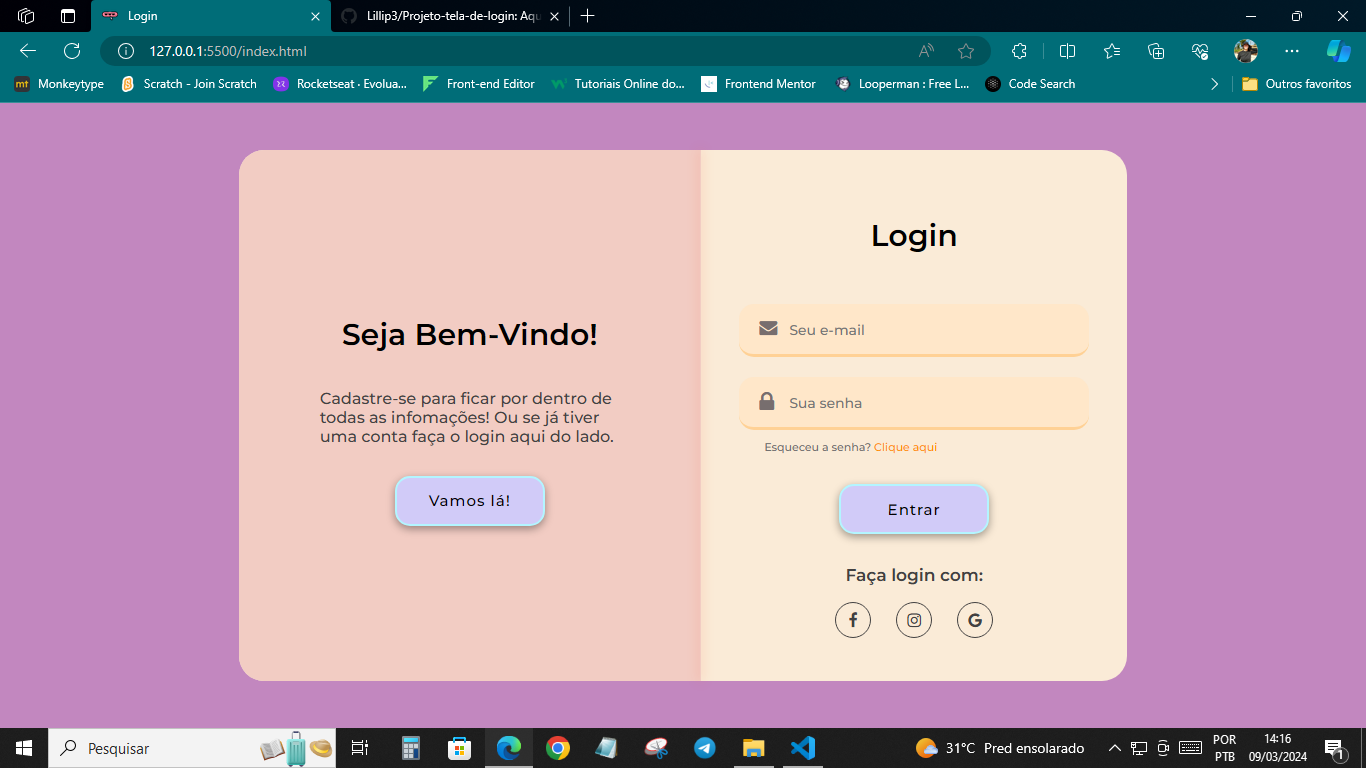 Login
Lillip3/Projeto-tela-de-login: Aqu
127.0.0.1:5500/index.html
mt Monkeytype
Scratch - Join Scratch
Rocketseat · Evolua...
Front-end Editor
Tutoriais Online do...
Frontend Mentor
Looperman : Free L...
Code Search
Outros favoritos
Seja Bem-Vindo!
Cadastre-se para ficar por dentro de
todas as infomações! Ou se já tiver
uma conta faça o login aqui do lado.
Vamos lá!
Login
Seu e-mail
Sua senha
Esqueceu a senha? Clique aqui
Entrar
Faça login com:
Pesquisar
31°C Pred ensolarado
POR
PTB
14:16
09/03/2024
1